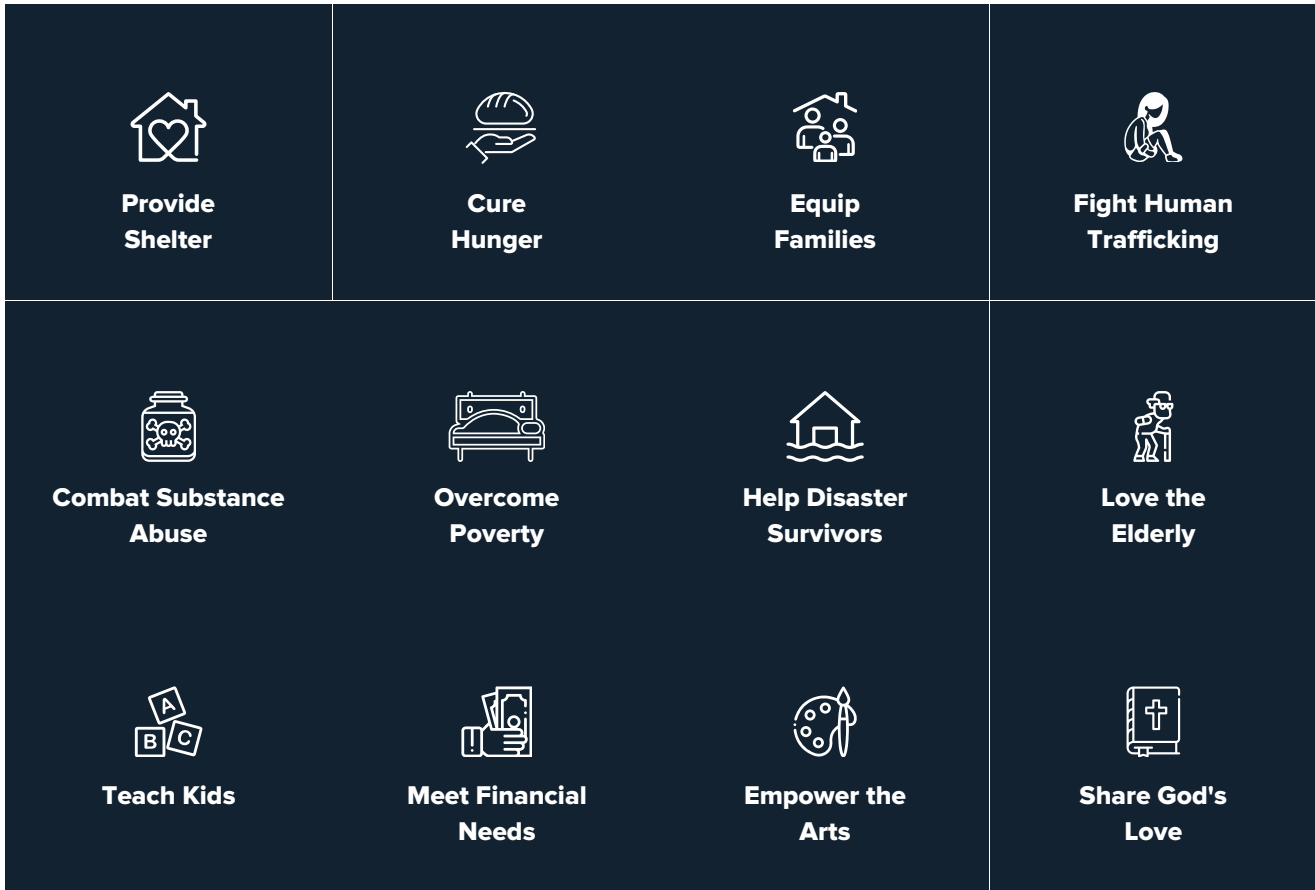 Provide
Shelter
Cure
Hunger
Equip
Families
Fight Human
Trafficking
Combat Substance
Abuse
Overcome
Poverty
Help Disaster
Survivors
Love the
Elderly
A
B
C
Teach Kids
Meet Financial
Needs
Empower the
Arts
Share God's
Love